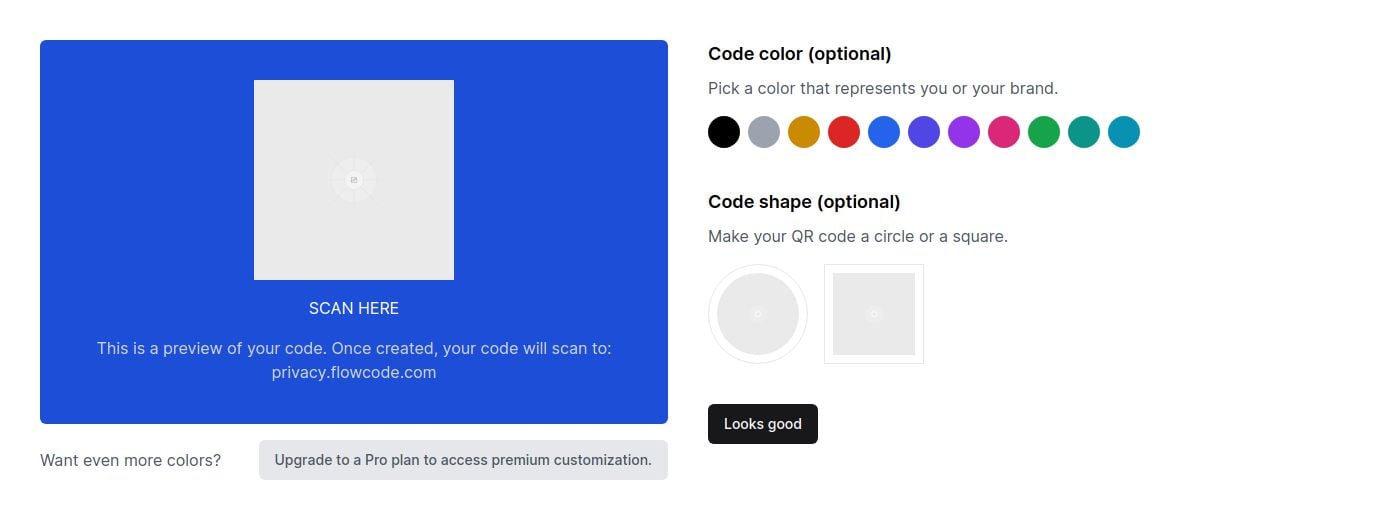 SCAN HERE
This is a preview of your code. Once created, your code will scan to:
privacy.flowcode.com
Want even more colors?
Upgrade to a Pro plan to access premium customization.
Code color (optional)
Pick a color that represents you or your brand.
Code shape (optional)
Make your QR code a circle or a square.
Looks good